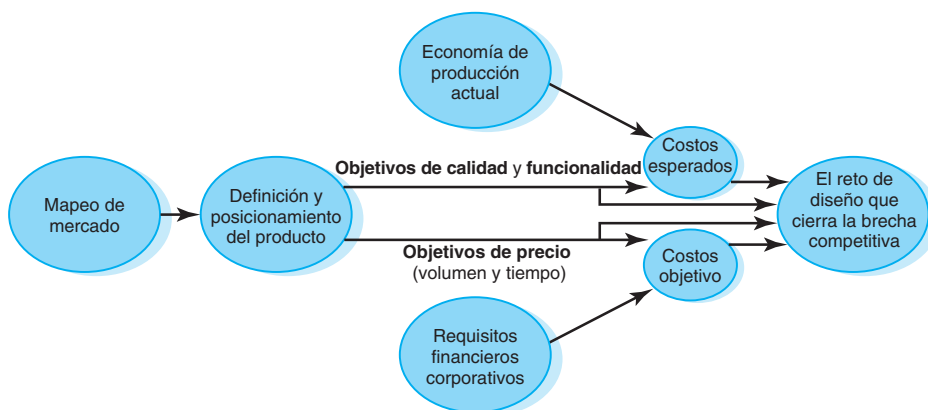 Economía de
producción
actual
Costos
esperados
Objetivos de calidad y funcionalidad
Mapeo de
mercado
Definición y
posicionamiento
del producto
El reto de
diseño que
cierra la brecha
competitiva
Objetivos de precio
(volumen y tiempo)
Costos
objetivo
Requisitos
financieros
corporativos